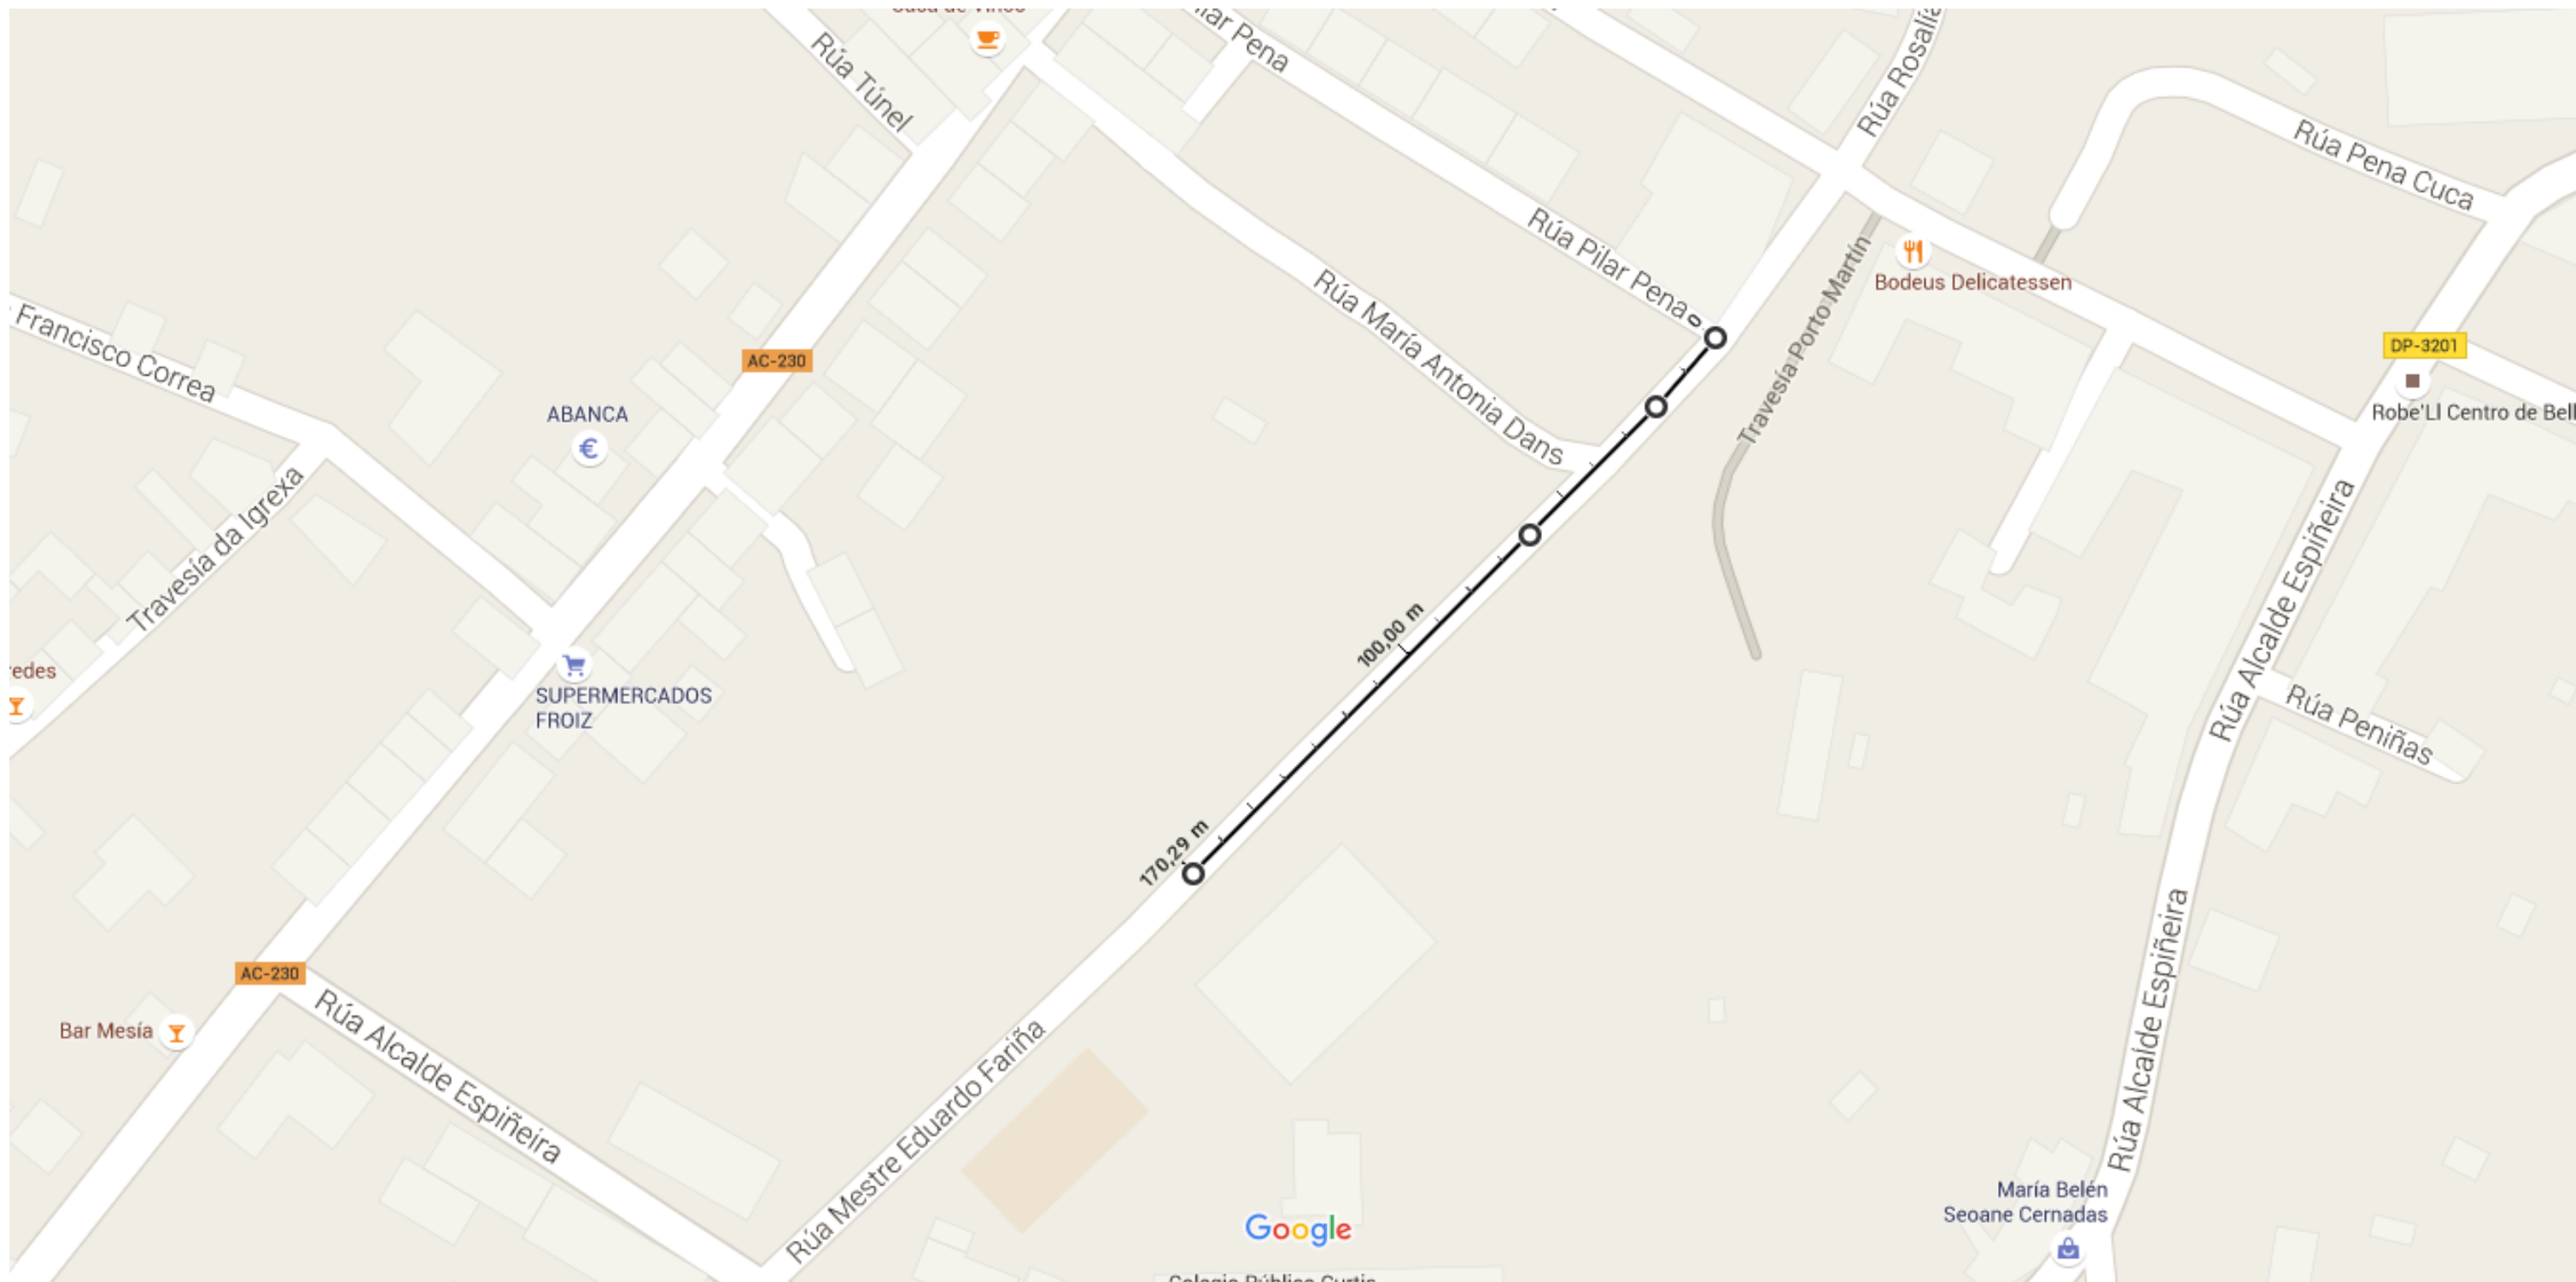 Rúa Túnel
Pena
Rúa Rosalía
Rúa Pena Cuca
Rúa Pilar Pena
0
Travesía Porto Martín
Bodeus Delicatessen
Rúa María Antonia Dans
Francisco Correa
AC-230
DP-3201
Robe'Ll Centro de Bell
ABANCA
€
Travesía da Igrexa
Rúa Alcalde Espiñeira
100,00 m
redes
SUPERMERCADOS
FROIZ
Rúa Peniñas
170,29 m
AC-230
Bar Mesía
Rúa Alcalde Espiñeira
Rúa Mestre Eduardo Fariña
Rúa Alcalde Espiñeira
María Belén
Seoane Cernadas
Google